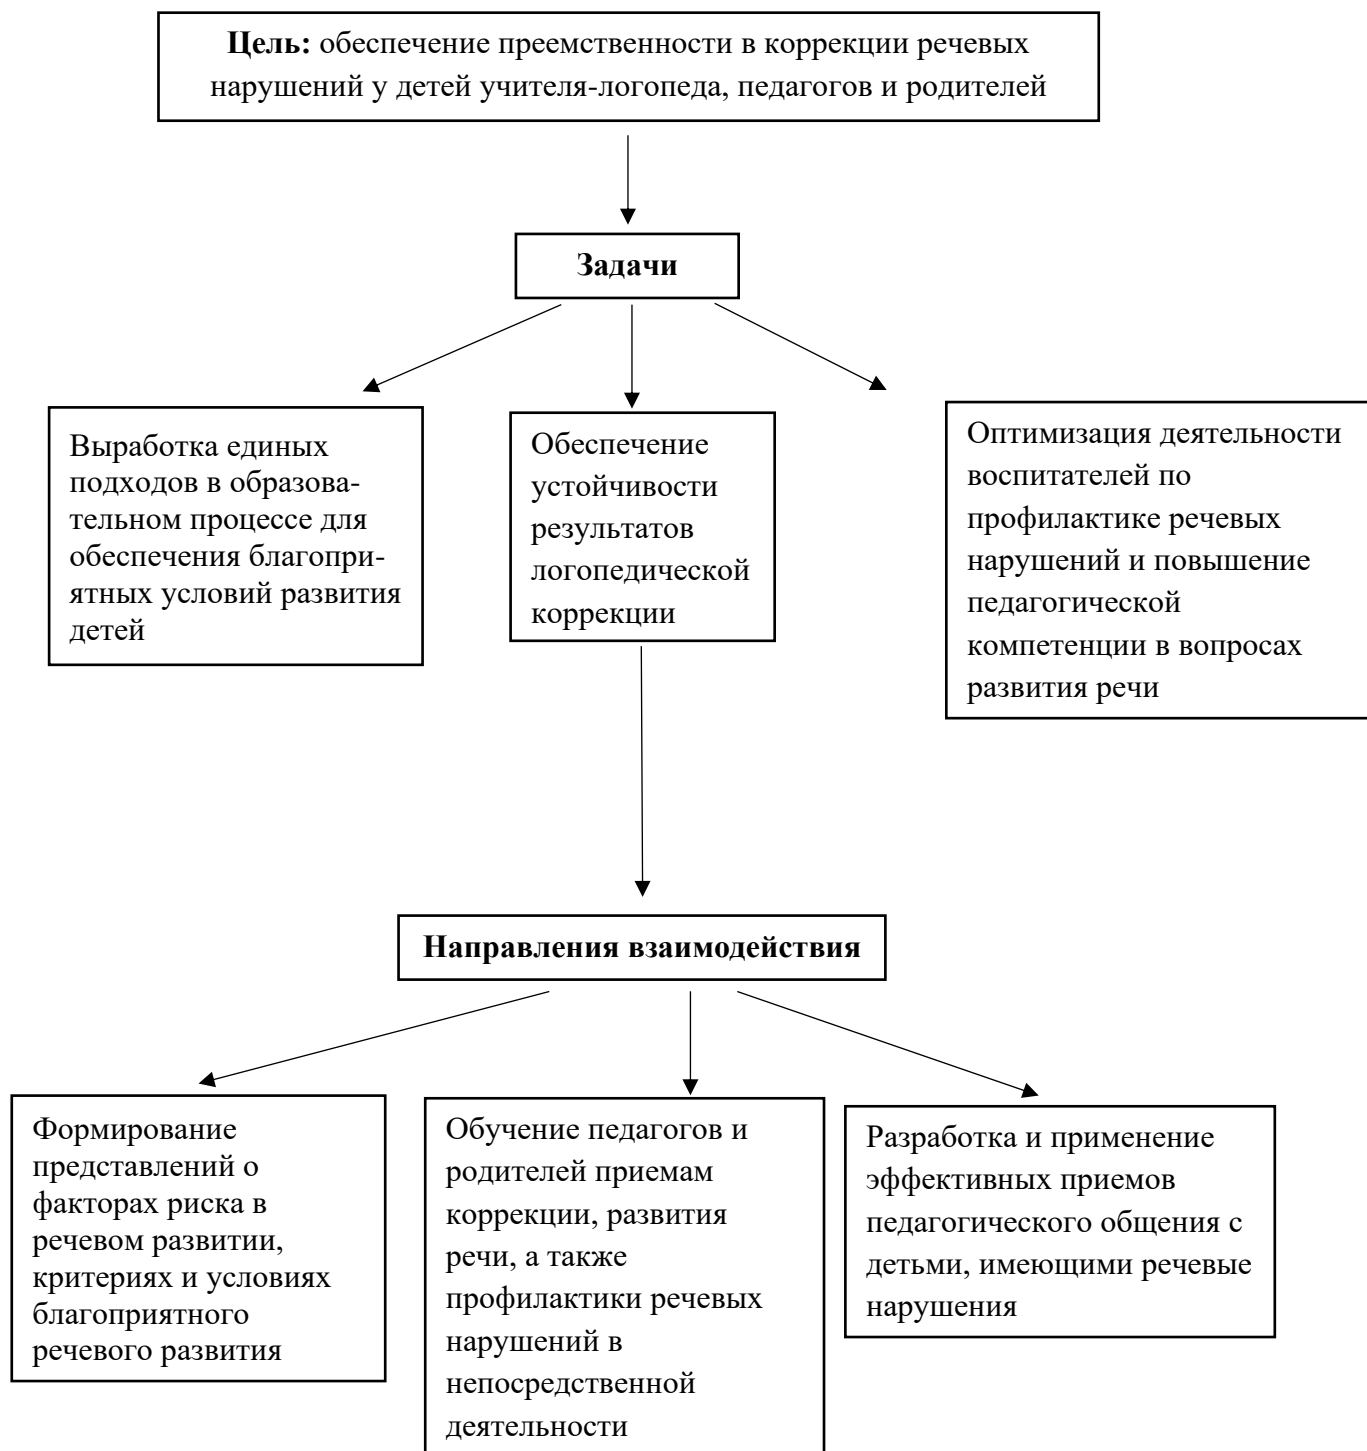 Цель: обеспечение преемственности в коррекции речевых
нарушений у детей учителя-логопеда, педагогов и родителей
Задачи
Выработка единых
подходов в образова-
тельном процессе для
обеспечения благопри-
ятных условий развития
детей
Обеспечение
устойчивости
результатов
логопедической
коррекции
Оптимизация деятельности
воспитателей по
профилактике речевых
нарушений и повышение
педагогической
компетенции в вопросах
развития речи
Направления взаимодействия
Формирование
представлений о
факторах риска в
речевом развитии,
критериях и условиях
благоприятного
речевого развития
Обучение педагогов и
родителей приемам
коррекции, развития
речи, а также
профилактики речевых
нарушений в
непосредственной
деятельности
Разработка и применение
эффективных приемов
педагогического общения с
детьми, имеющими речевые
нарушения